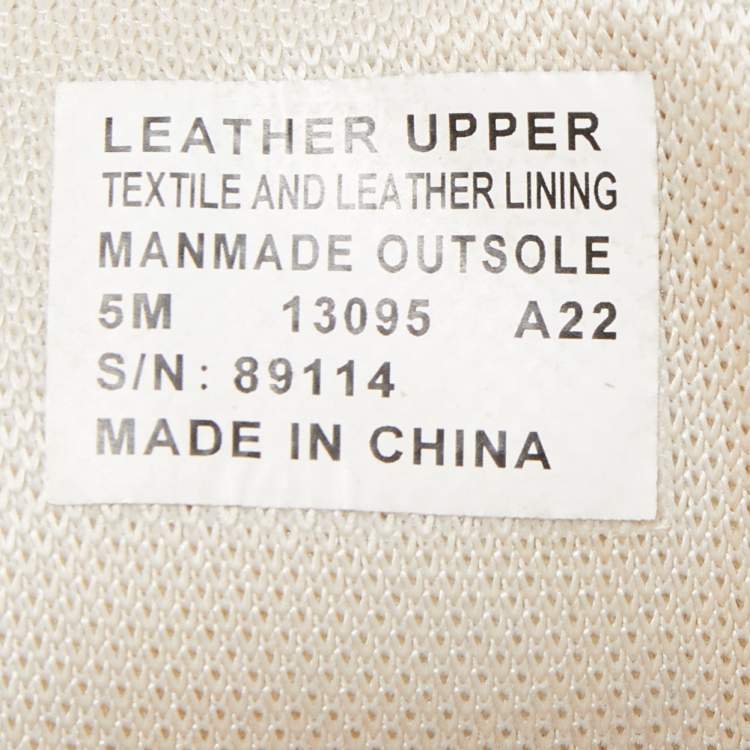 LEATHER UPPER
TEXTILE AND LEATHER LINING
MANMADE OUTSOLE
5M 13095 A22
S/N: 89114
MADE IN CHINA